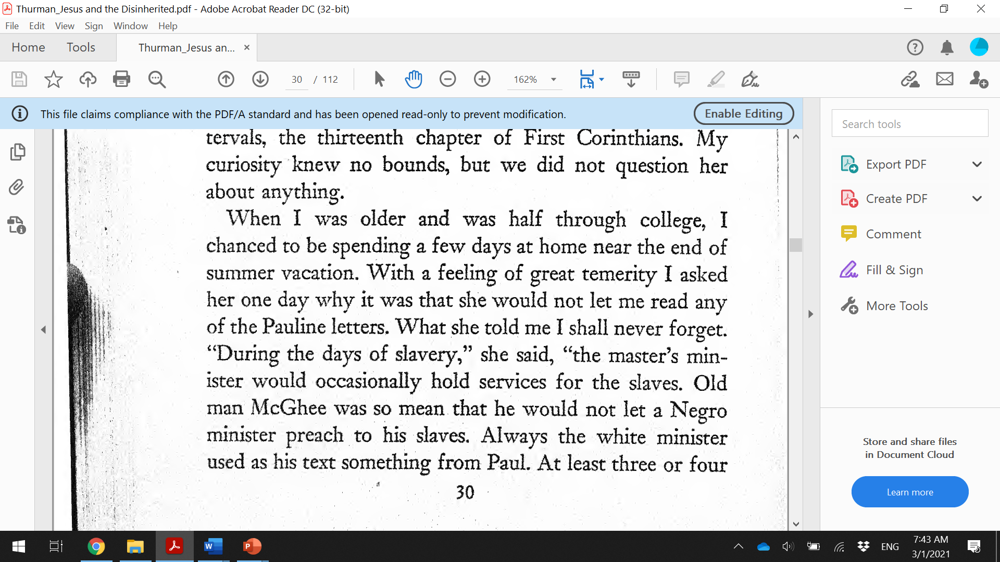 Thurman_Jesus and the Disinherited.pdf - Adobe Acrobat Reader DC (32-bit)
File Edit View Sign Window Help
Home Tools Thurman_Jesus an... ×
30 / 112 162%
This file claims compliance with the PDF/A standard and has been opened read-only to prevent modification. Enable Editing
tervals, the thirteenth chapter of First Corinthians. My
curiosity knew no bounds, but we did not question her
about anything.
When I was older and was half through college, I
chanced to be spending a few days at home near the end of
summer vacation. With a feeling of great temerity I asked
her one day why it was that she would not let me read any
of the Pauline letters. What she told me I shall never forget.
“During the days of slavery,” she said, “the master’s min-
ister would occasionally hold services for the slaves. Old
man McGhee was so mean that he would not let a Negro
minister preach to his slaves. Always the white minister
used as his text something from Paul. At least three or four
30
Search tools
Export PDF
Create PDF
Comment
Fill & Sign
More Tools
Store and share files
in Document Cloud
Learn more
ENG
7:43 AM
3/1/2021